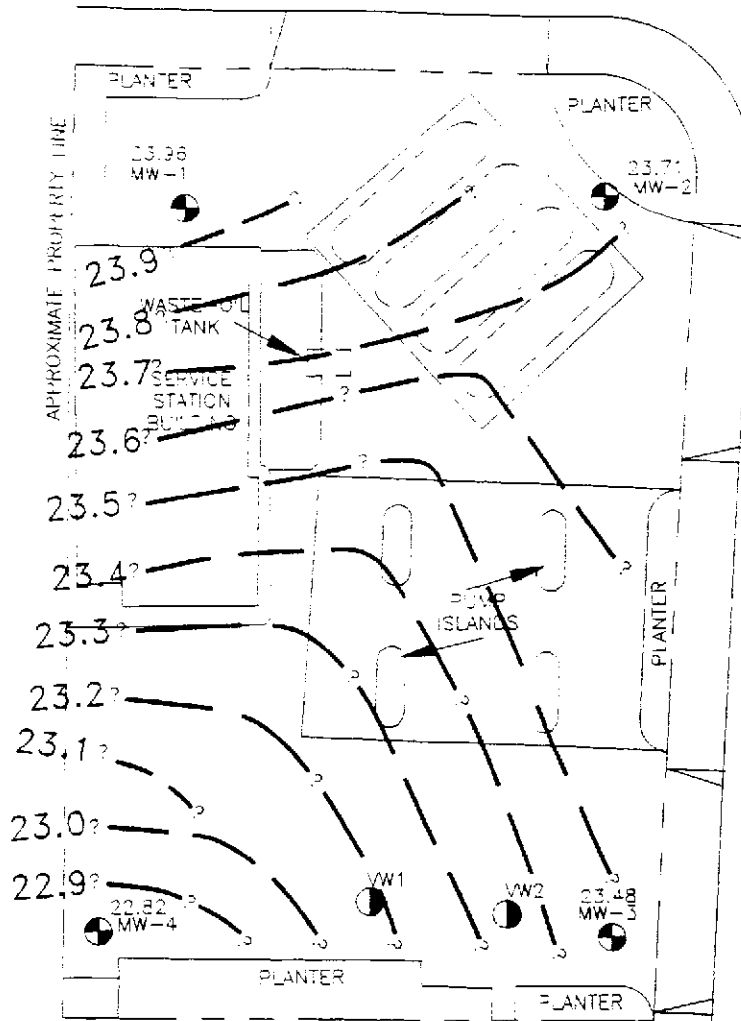 PLANTER
PLANTER
APPROXIMATE PROPERTY LINE
23.96
MW-1
23.71
MW-2
?
?
?
23.9
23.8
WASTE-OIL
TANK
23.7?
SERVICE
STATION
BUILDING
?
23.6?
?
23.5?
23.4?
?
PUMP
ISLANDS
PLANTER
23.3?
?
23.2?
?
23.1?
?
?
23.0?
VW1
VW2
?
23.48
MW-3
22.9?
?
22.82
MW-4
?
?
?
?
?
PLANTER
PLANTER